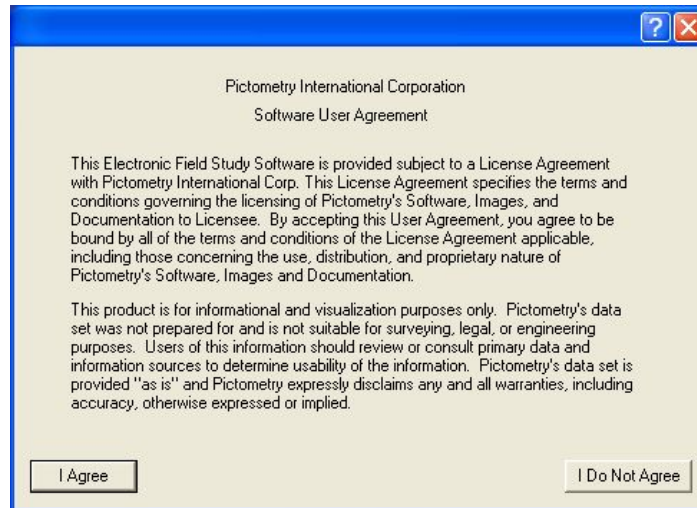 Pictometry International Corporation
Software User Agreement
This Electronic Field Study Software is provided subject to a License Agreement
with Pictometry International Corp. This License Agreement specifies the terms and
conditions governing the licensing of Pictometry's Software, Images, and
Documentation to Licensee.  By accepting this User Agreement, you agree to be
bound by all of the terms and conditions of the License Agreement applicable,
including those concerning the use, distribution, and proprietary nature of
Pictometry's Software, Images and Documentation.
This product is for informational and visualization purposes only.  Pictometry's data
set was not prepared for and is not suitable for surveying, legal, or engineering
purposes.  Users of this information should review or consult primary data and
information sources to determine usability of the information.  Pictometry's data set is
provided "as is" and Pictometry expressly disclaims any and all warranties, including
accuracy, otherwise expressed or implied.
I Agree
I Do Not Agree